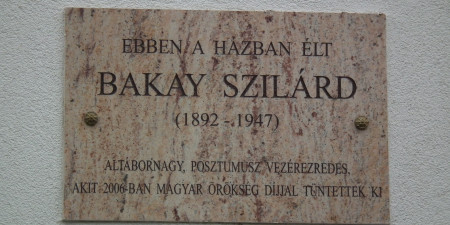 EBBEN A HÁZBAN ÉLT
BAKAY SZILÁRD
(1892 - 1947)
ALTÁBORNAGY, POSZTUMUSZ VEZÉREZREDES,
AKIT 2006-BAN MAGYAR ÖRÖKSÉG DÍJJAL TÜNTETTEK KI